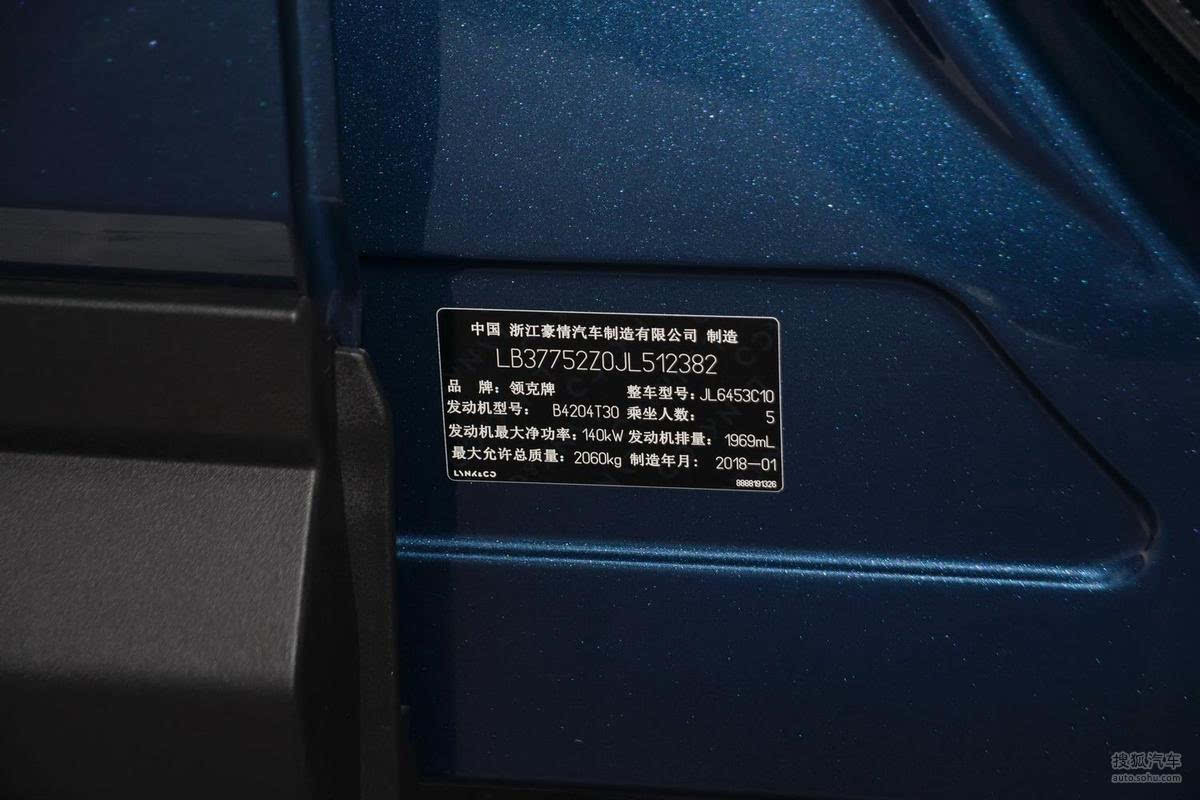 中国 浙江豪情汽车制造有限公司 制造
LB37752Z0JL512382
品 牌：领克牌 整车型号：JL6453C10
发动机型号： B4204T30 乘坐人数： 5
发动机最大净功率：140kW 发动机排量： 1969mL
最大允许总质量： 2060kg 制造年月： 2018-01
LYNK&CO 8888191326
搜狐汽车
auto.sohu.com